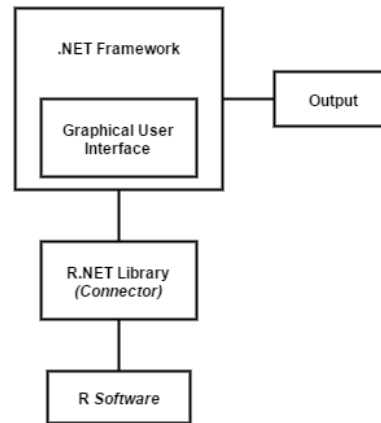 .NET Framework
Graphical User
Interface
Output
R.NET Library
(Connector)
R Software